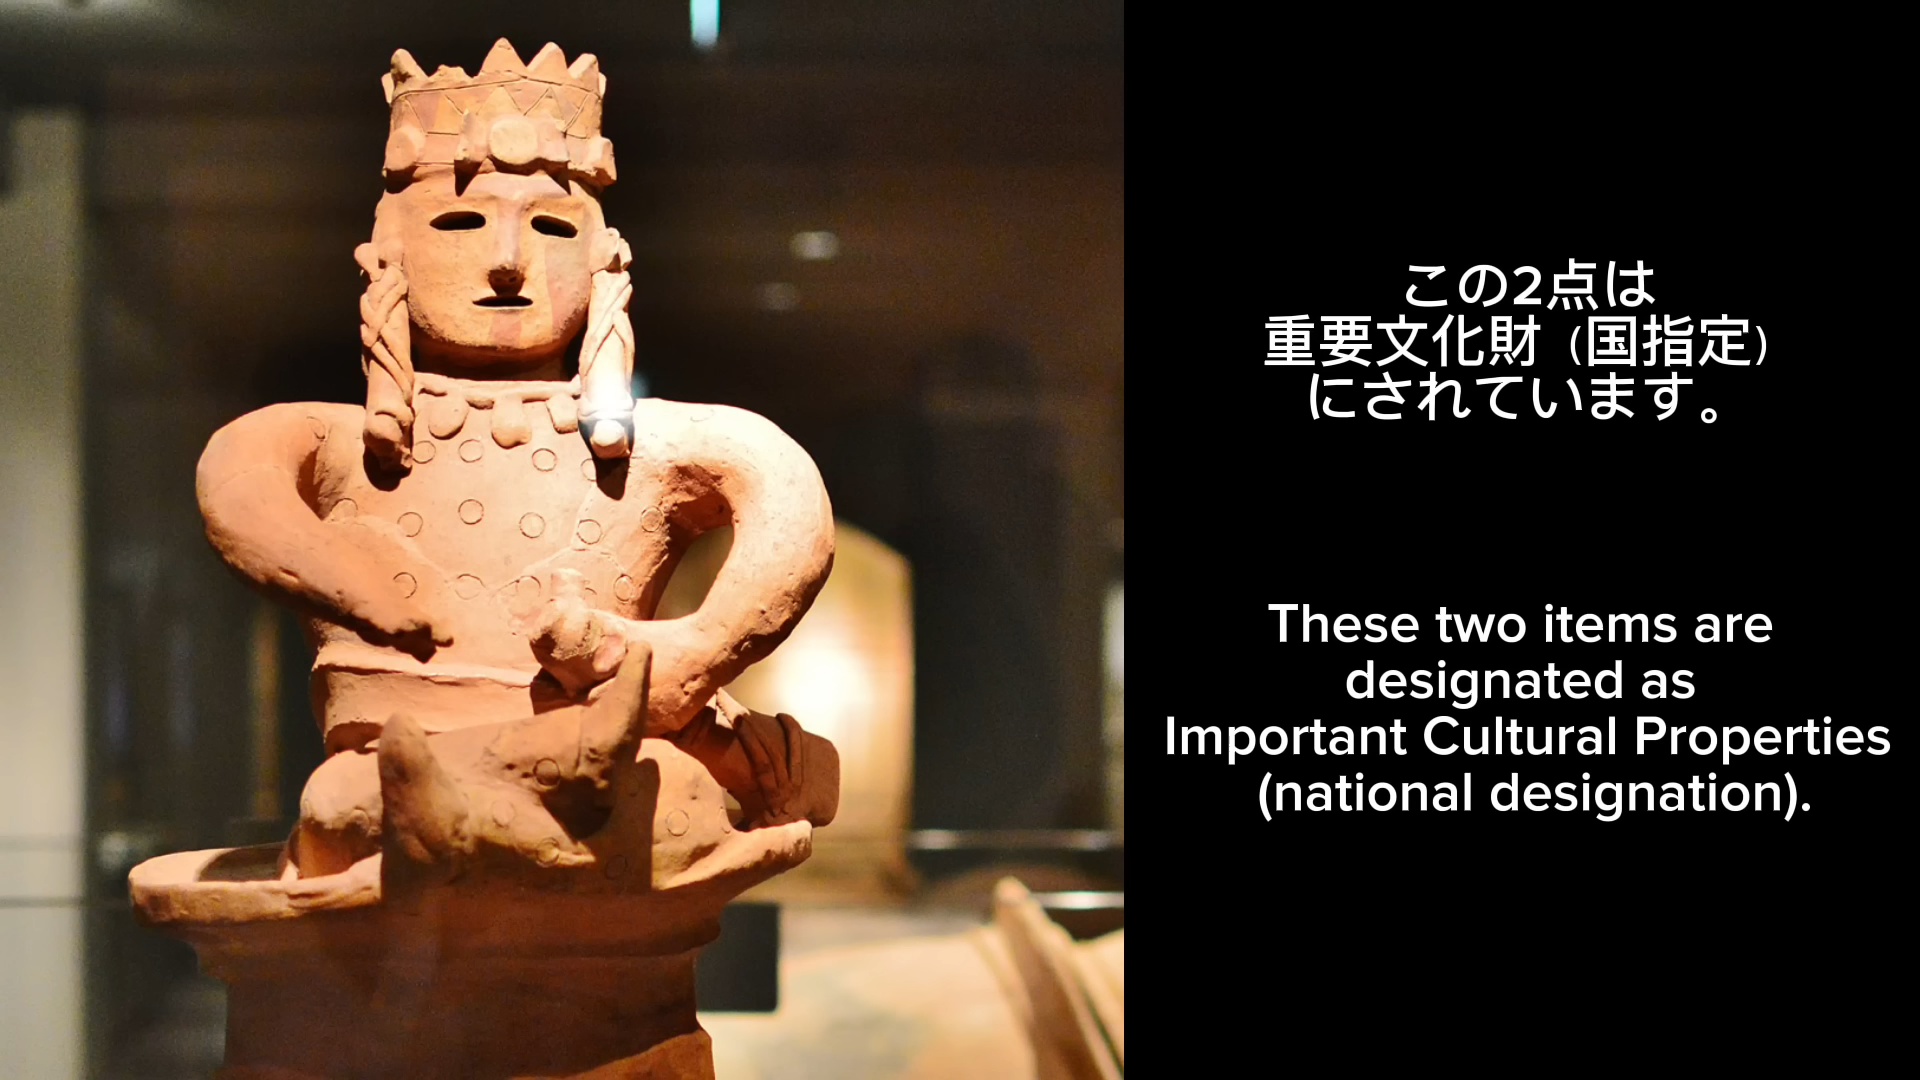 この2点は
重要文化財（国指定）
にされています。
These two items are
designated as
Important Cultural Properties
(national designation).